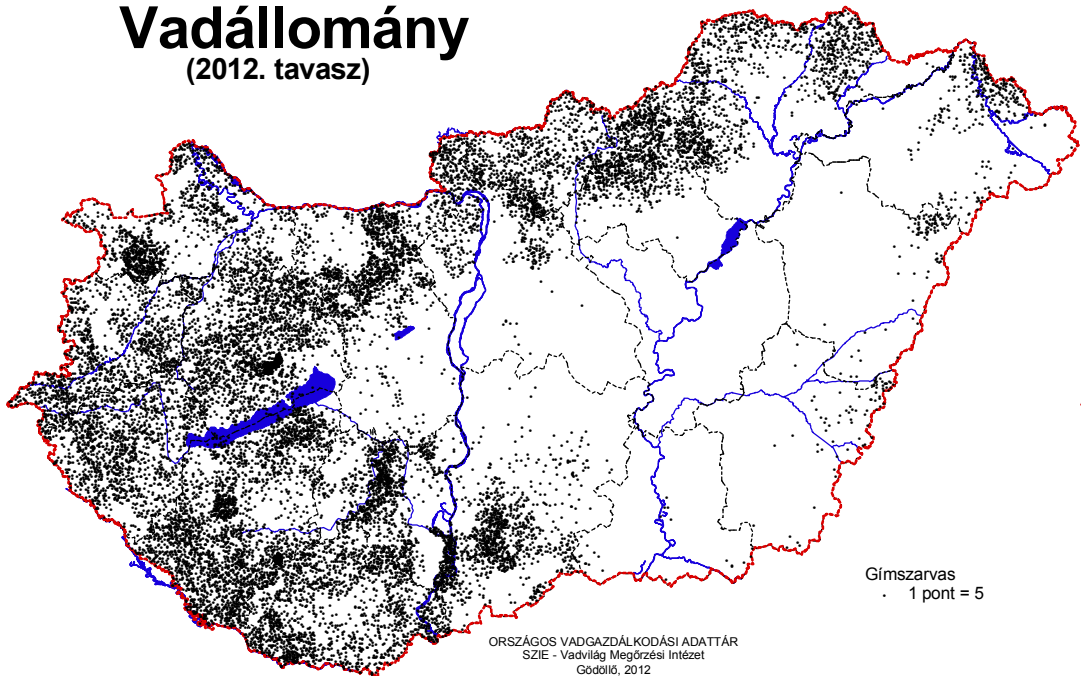 Vadállomány
(2012. tavasz)
Gímszarvas
. 1 pont = 5
ORSZÁGOS VADGAZDÁLKODÁSI ADATTÁR
SZIE - Vadvilág Megőrzési Intézet
Gödöllő, 2012